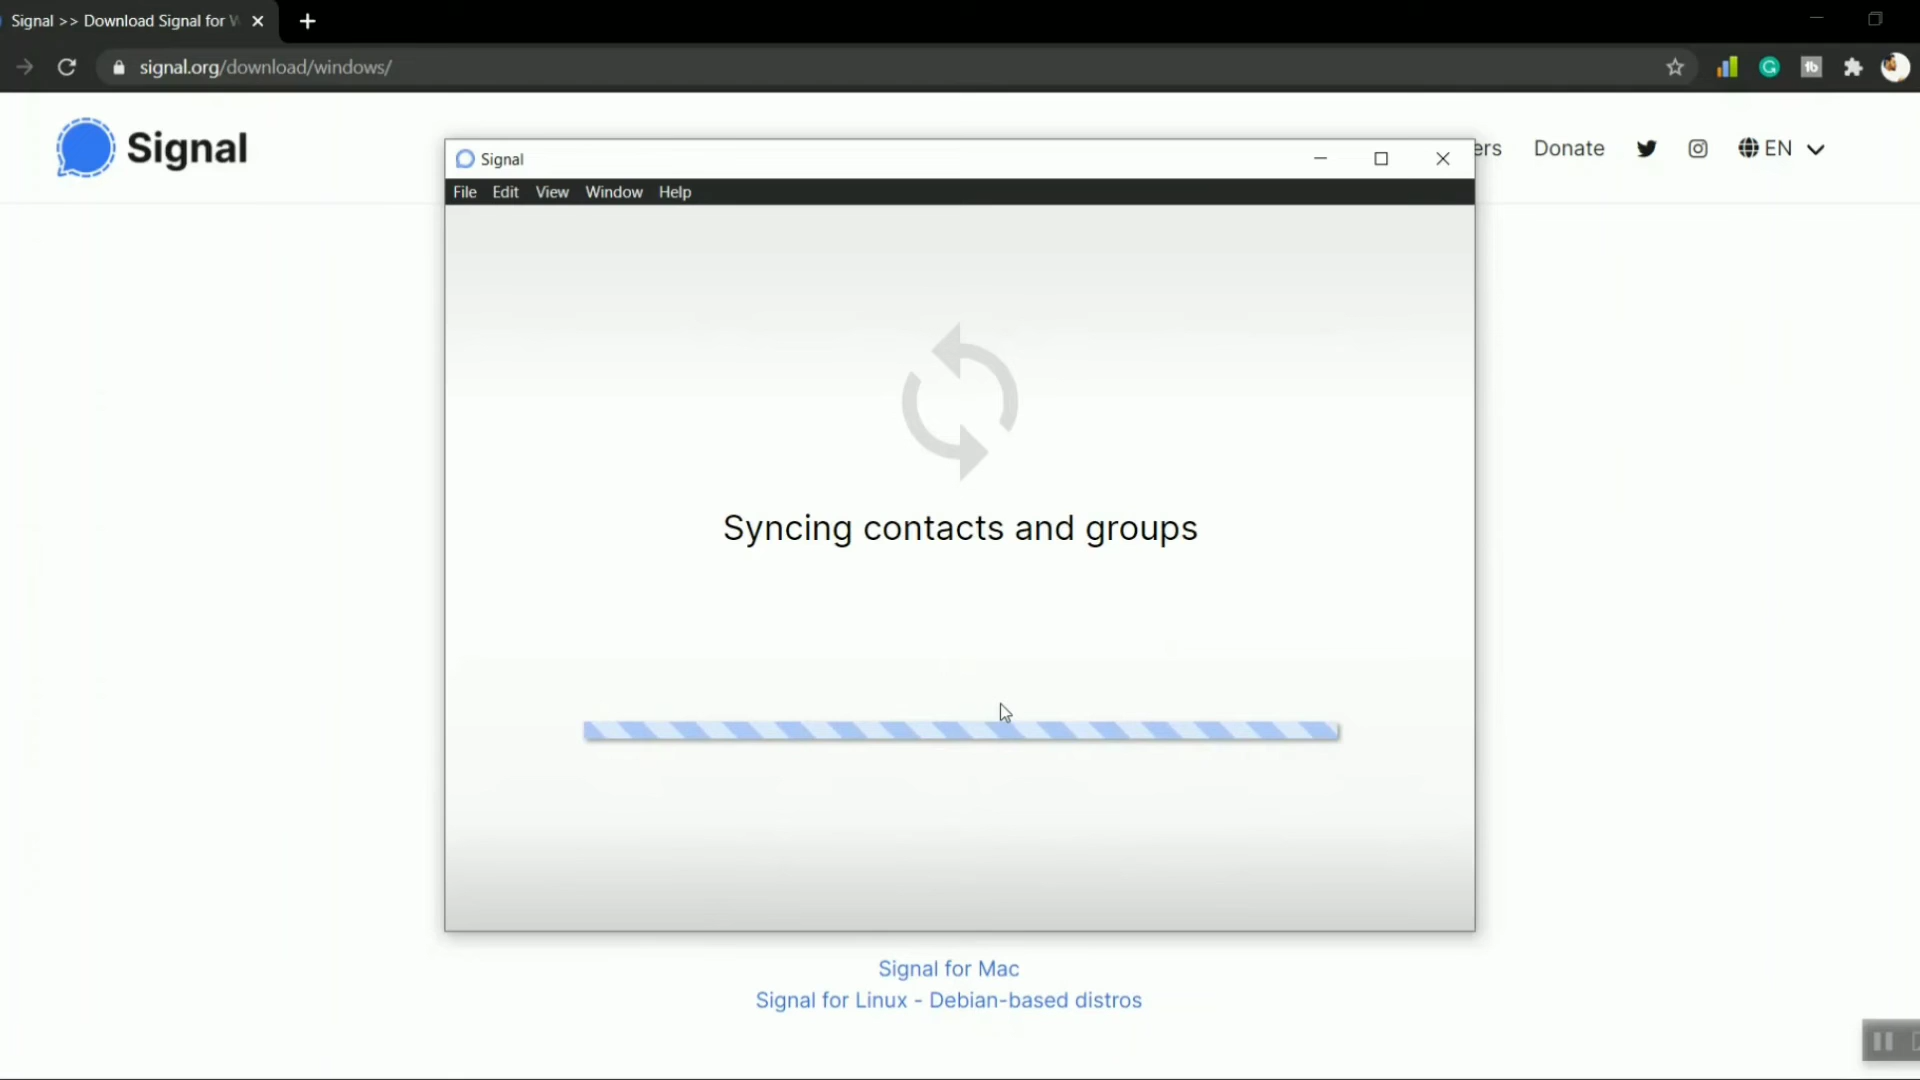 Signal >> Download Signal for W
signal.org/download/windows/
Signal
ers Donate EN
Signal
File Edit View Window Help
Syncing contacts and groups
Signal for Mac
Signal for Linux - Debian-based distros